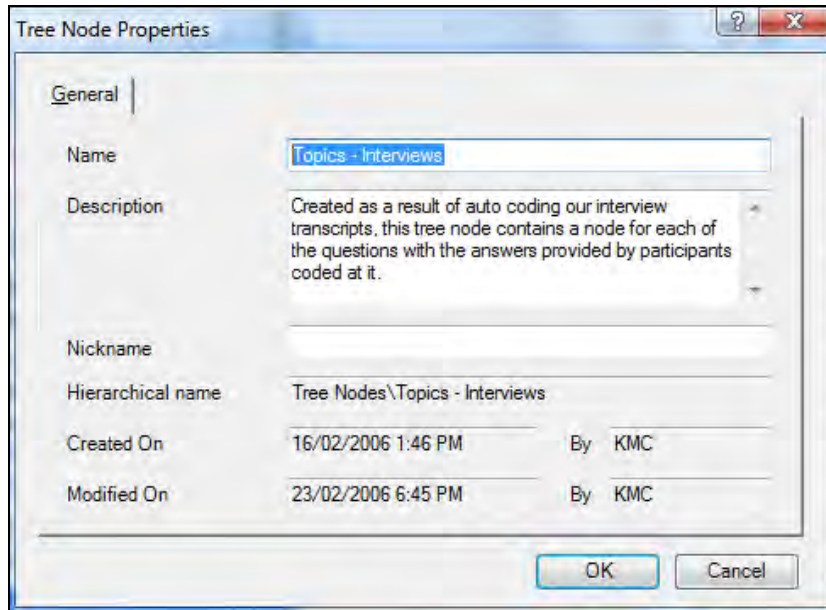 Tree Node Properties
?
General
Name Topics - Interviews
Description Created as a result of auto coding our interview
transcripts, this tree node contains a node for each of
the questions with the answers provided by participants
coded at it.
Nickname
Hierarchical name Tree Nodes\Topics - Interviews
Created On 16/02/2006 1:46 PM By KMC
Modified On 23/02/2006 6:45 PM By KMC
OK Cancel